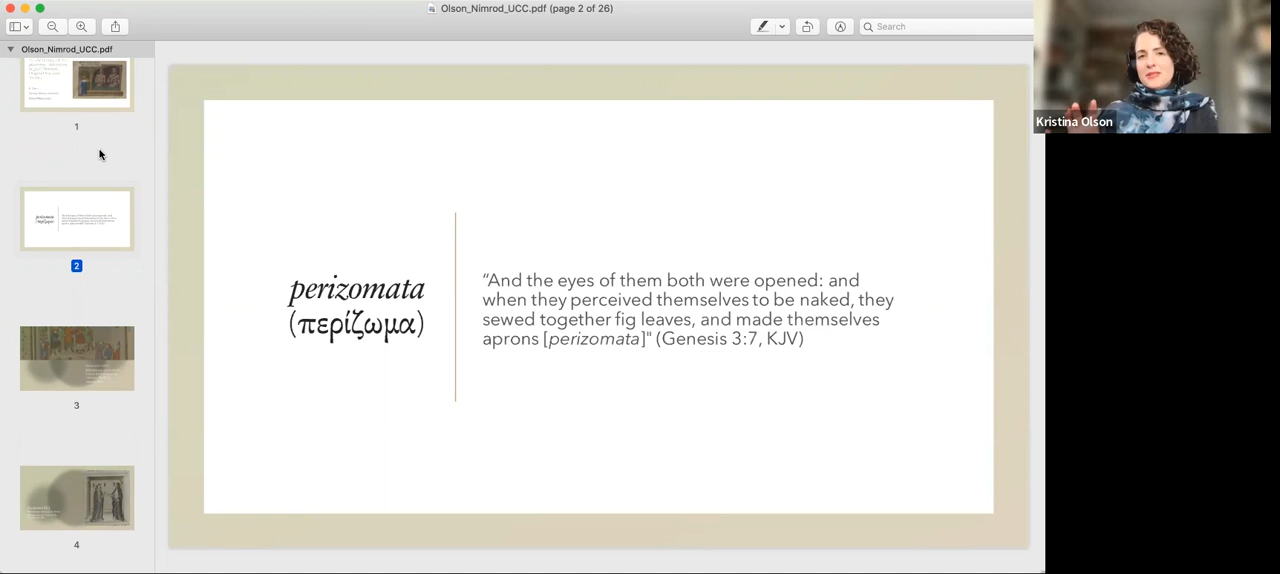 Olson_Nimrod_UCC.pdf (page 2 of 26)
Search
Olson_Nimrod_UCC.pdf
1
2
3
4
perizomata
(περίζωμα)
“And the eyes of them both were opened: and
when they perceived themselves to be naked, they
sewed together fig leaves, and made themselves
aprons [perizomata]" (Genesis 3:7, KJV)
Kristina Olson